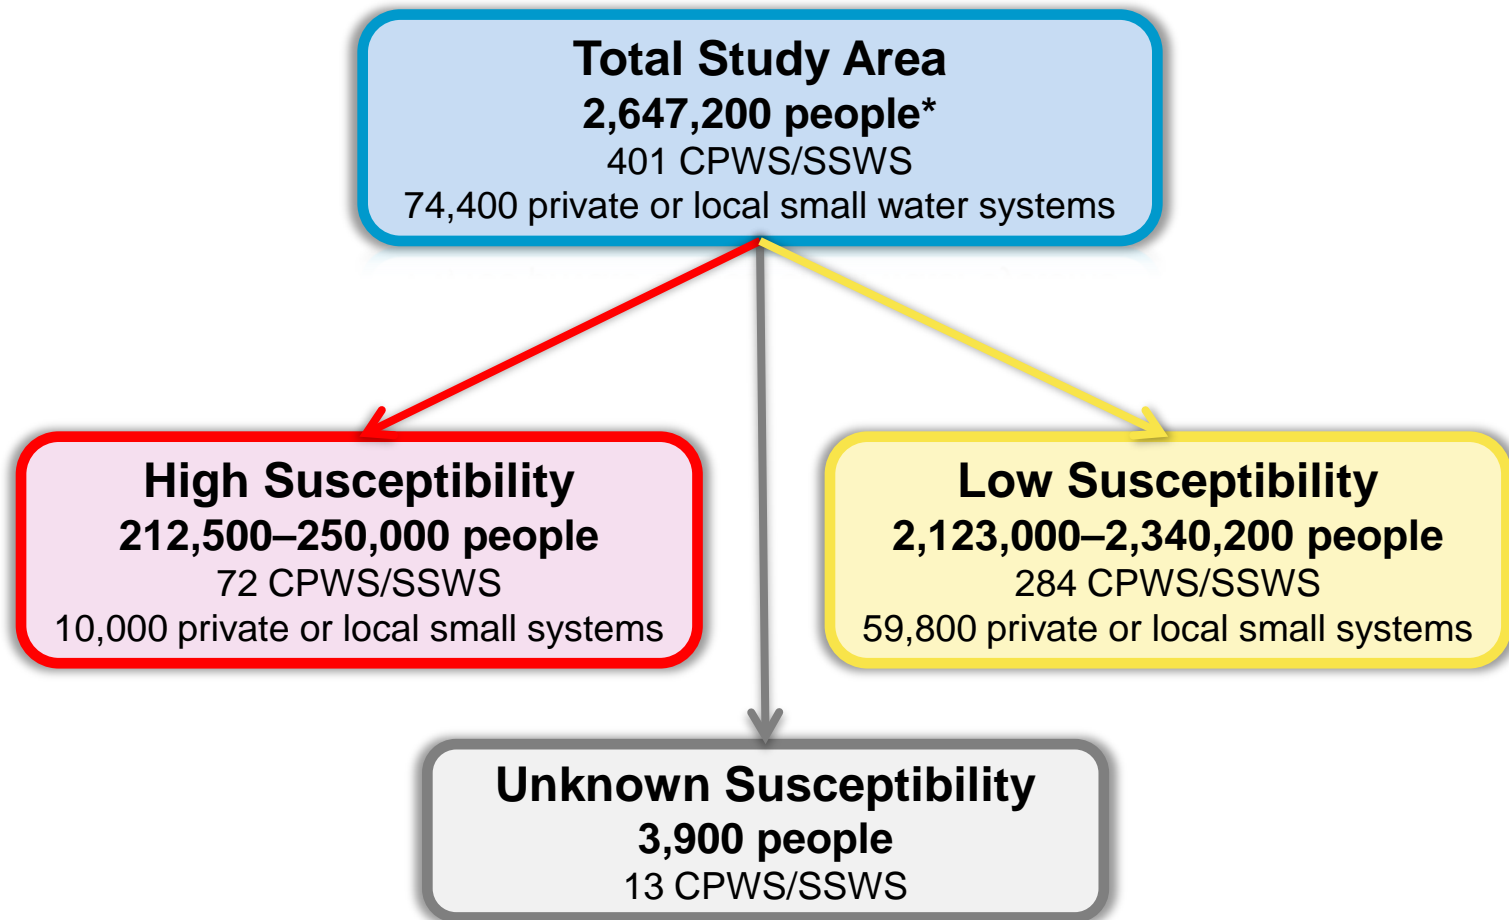 Total Study Area
2,647,200 people*
401 CPWS/SSWS
74,400 private or local small water systems
High Susceptibility
212,500–250,000 people
72 CPWS/SSWS
10,000 private or local small systems
Low Susceptibility
2,123,000–2,340,200 people
284 CPWS/SSWS
59,800 private or local small systems
Unknown Susceptibility
3,900 people
13 CPWS/SSWS